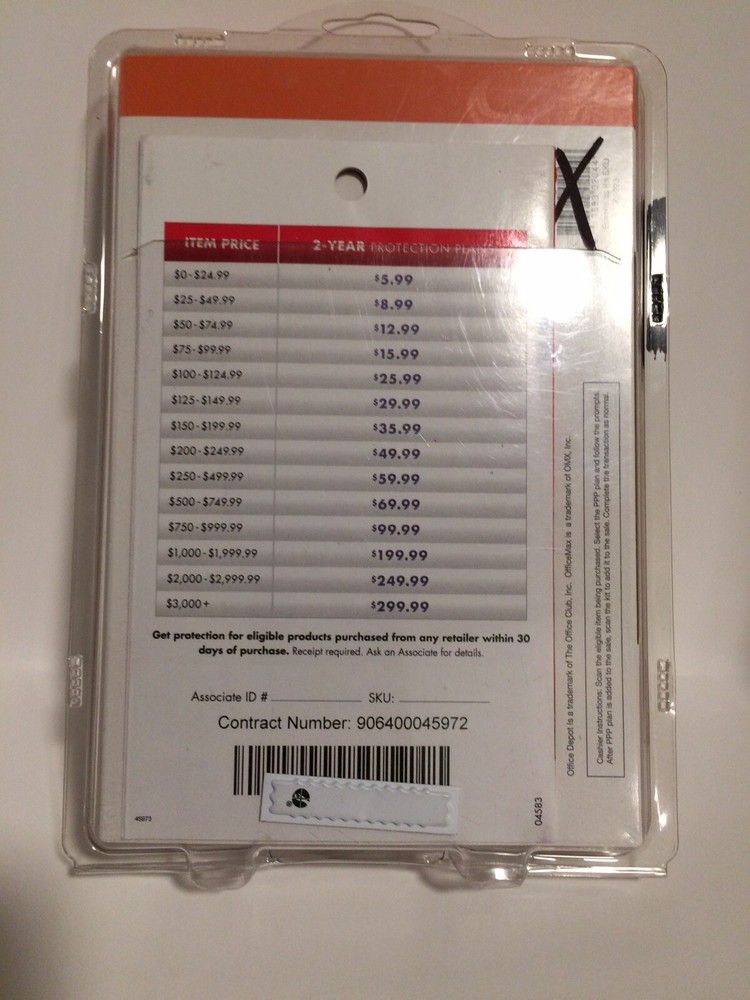 ITEM PRICE 2-YEAR PROTECTION PLAN
$0-$24.99 $5.99
$25-$49.99 $8.99
$50-$74.99 $12.99
$75-$99.99 $15.99
$100-$124.99 $25.99
$125-$149.99 $29.99
$150-$199.99 $35.99
$200-$249.99 $49.99
$250-$499.99 $59.99
$500-$749.99 $69.99
$750-$999.99 $99.99
$1,000-$1,999.99 $199.99
$2,000-$2,999.99 $249.99
$3,000+ $299.99
Get protection for eligible products purchased from any retailer within 30
days of purchase. Receipt required. Ask an Associate for details.
Associate ID # SKU:
Contract Number: 906400045972
45973
04583
Office Depot is a trademark of The Office Club, Inc. OfficeMax is a trademark of OMX, Inc.
Cashier Instructions: Scan the eligible item being purchased. Select the PPP plan and follow the prompts.
After PPP plan is added to the sale, scan the kit to add it to the sale. Complete the transaction as normal.
X